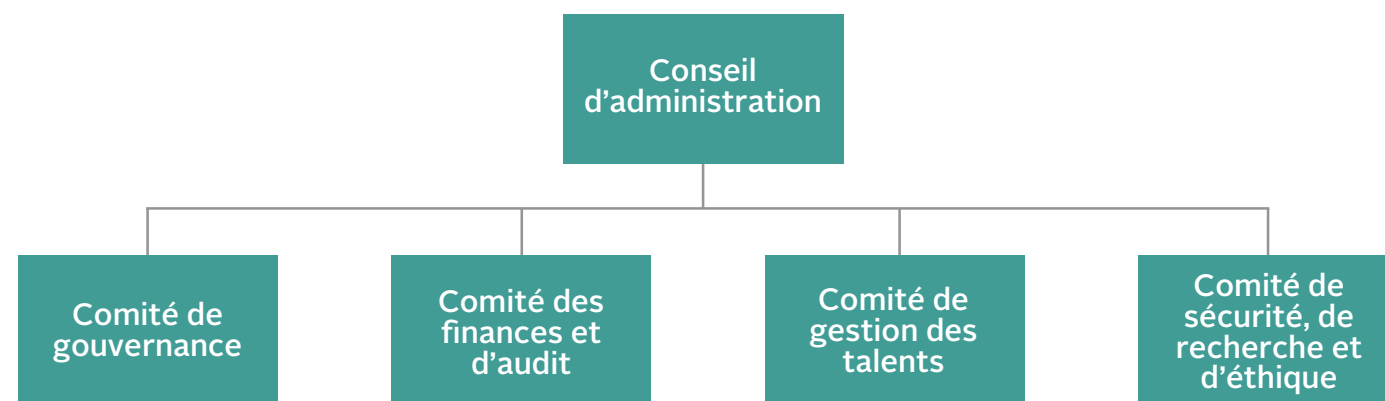 Conseil
d’administration
Comité de
gouvernance
Comité des
finances et
d’audit
Comité de
gestion des
talents
Comité de
sécurité, de
recherche et
d’éthique